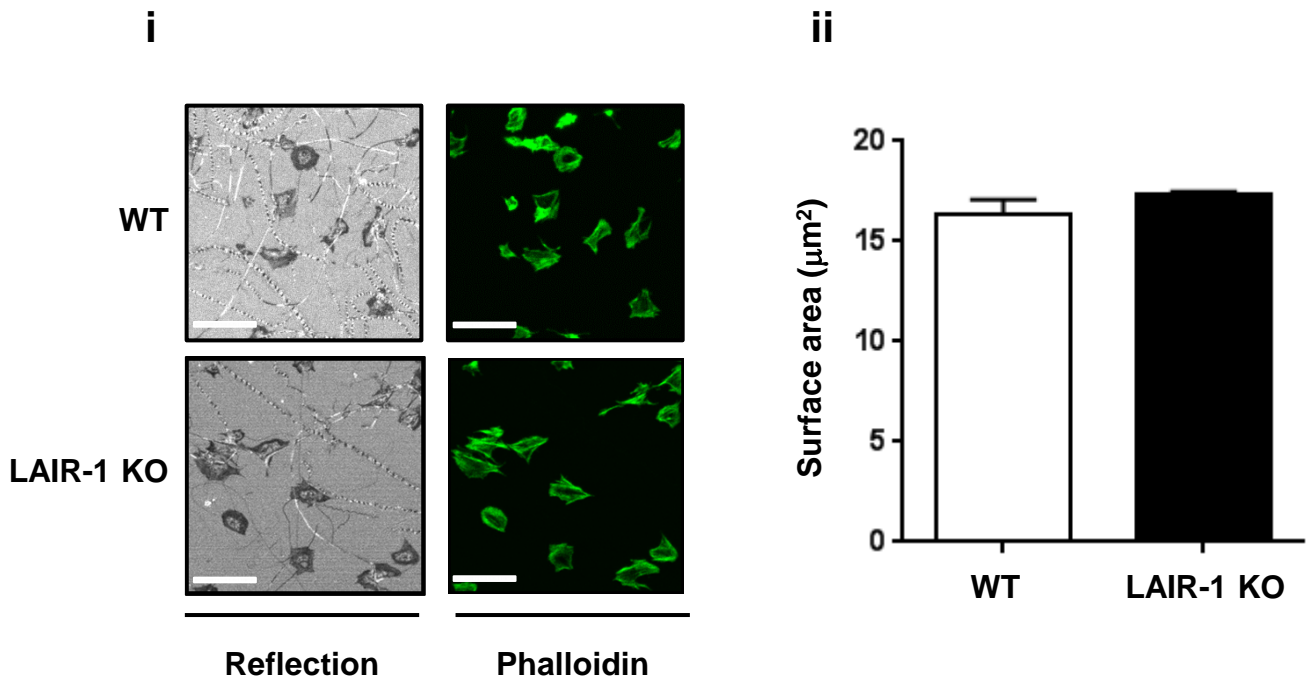 i
WT
LAIR-1 KO
Reflection
Phalloidin
ii
Surface area (μm²)
20
15
10
5
0
WT
LAIR-1 KO